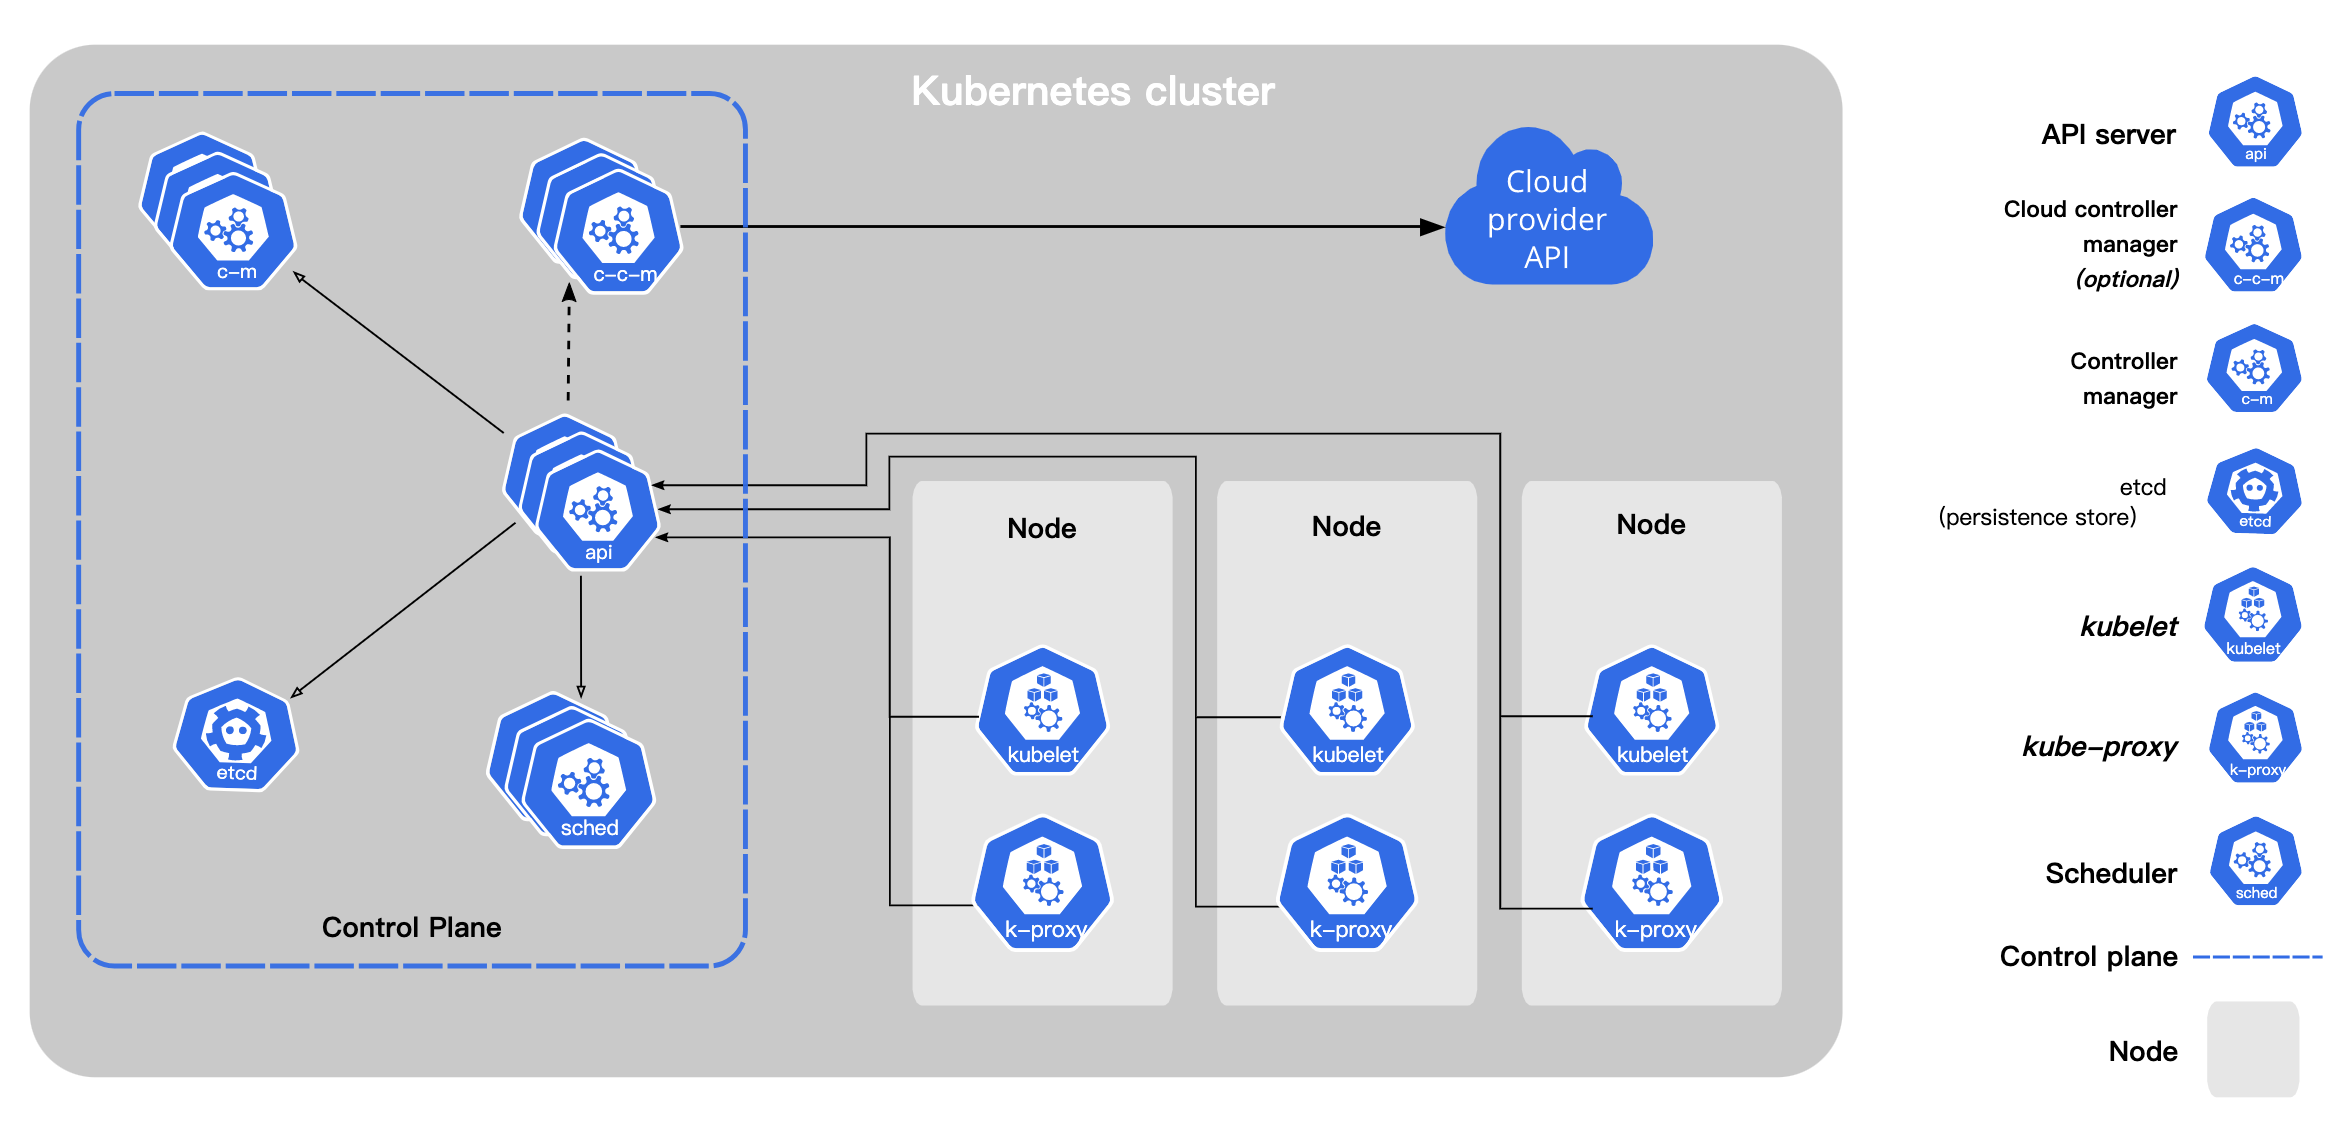 Kubernetes cluster
c-m
c-c-m
Cloud
provider
API
api
etcd
sched
Control Plane
Node
kubelet
k-proxy
Node
kubelet
k-proxy
Node
kubelet
k-proxy
API server
api
Cloud controller
manager
(optional)
c-c-m
Controller
manager
c-m
etcd
(persistence store)
etcd
kubelet
kubelet
kube-proxy
k-proxy
Scheduler
sched
Control plane
Node